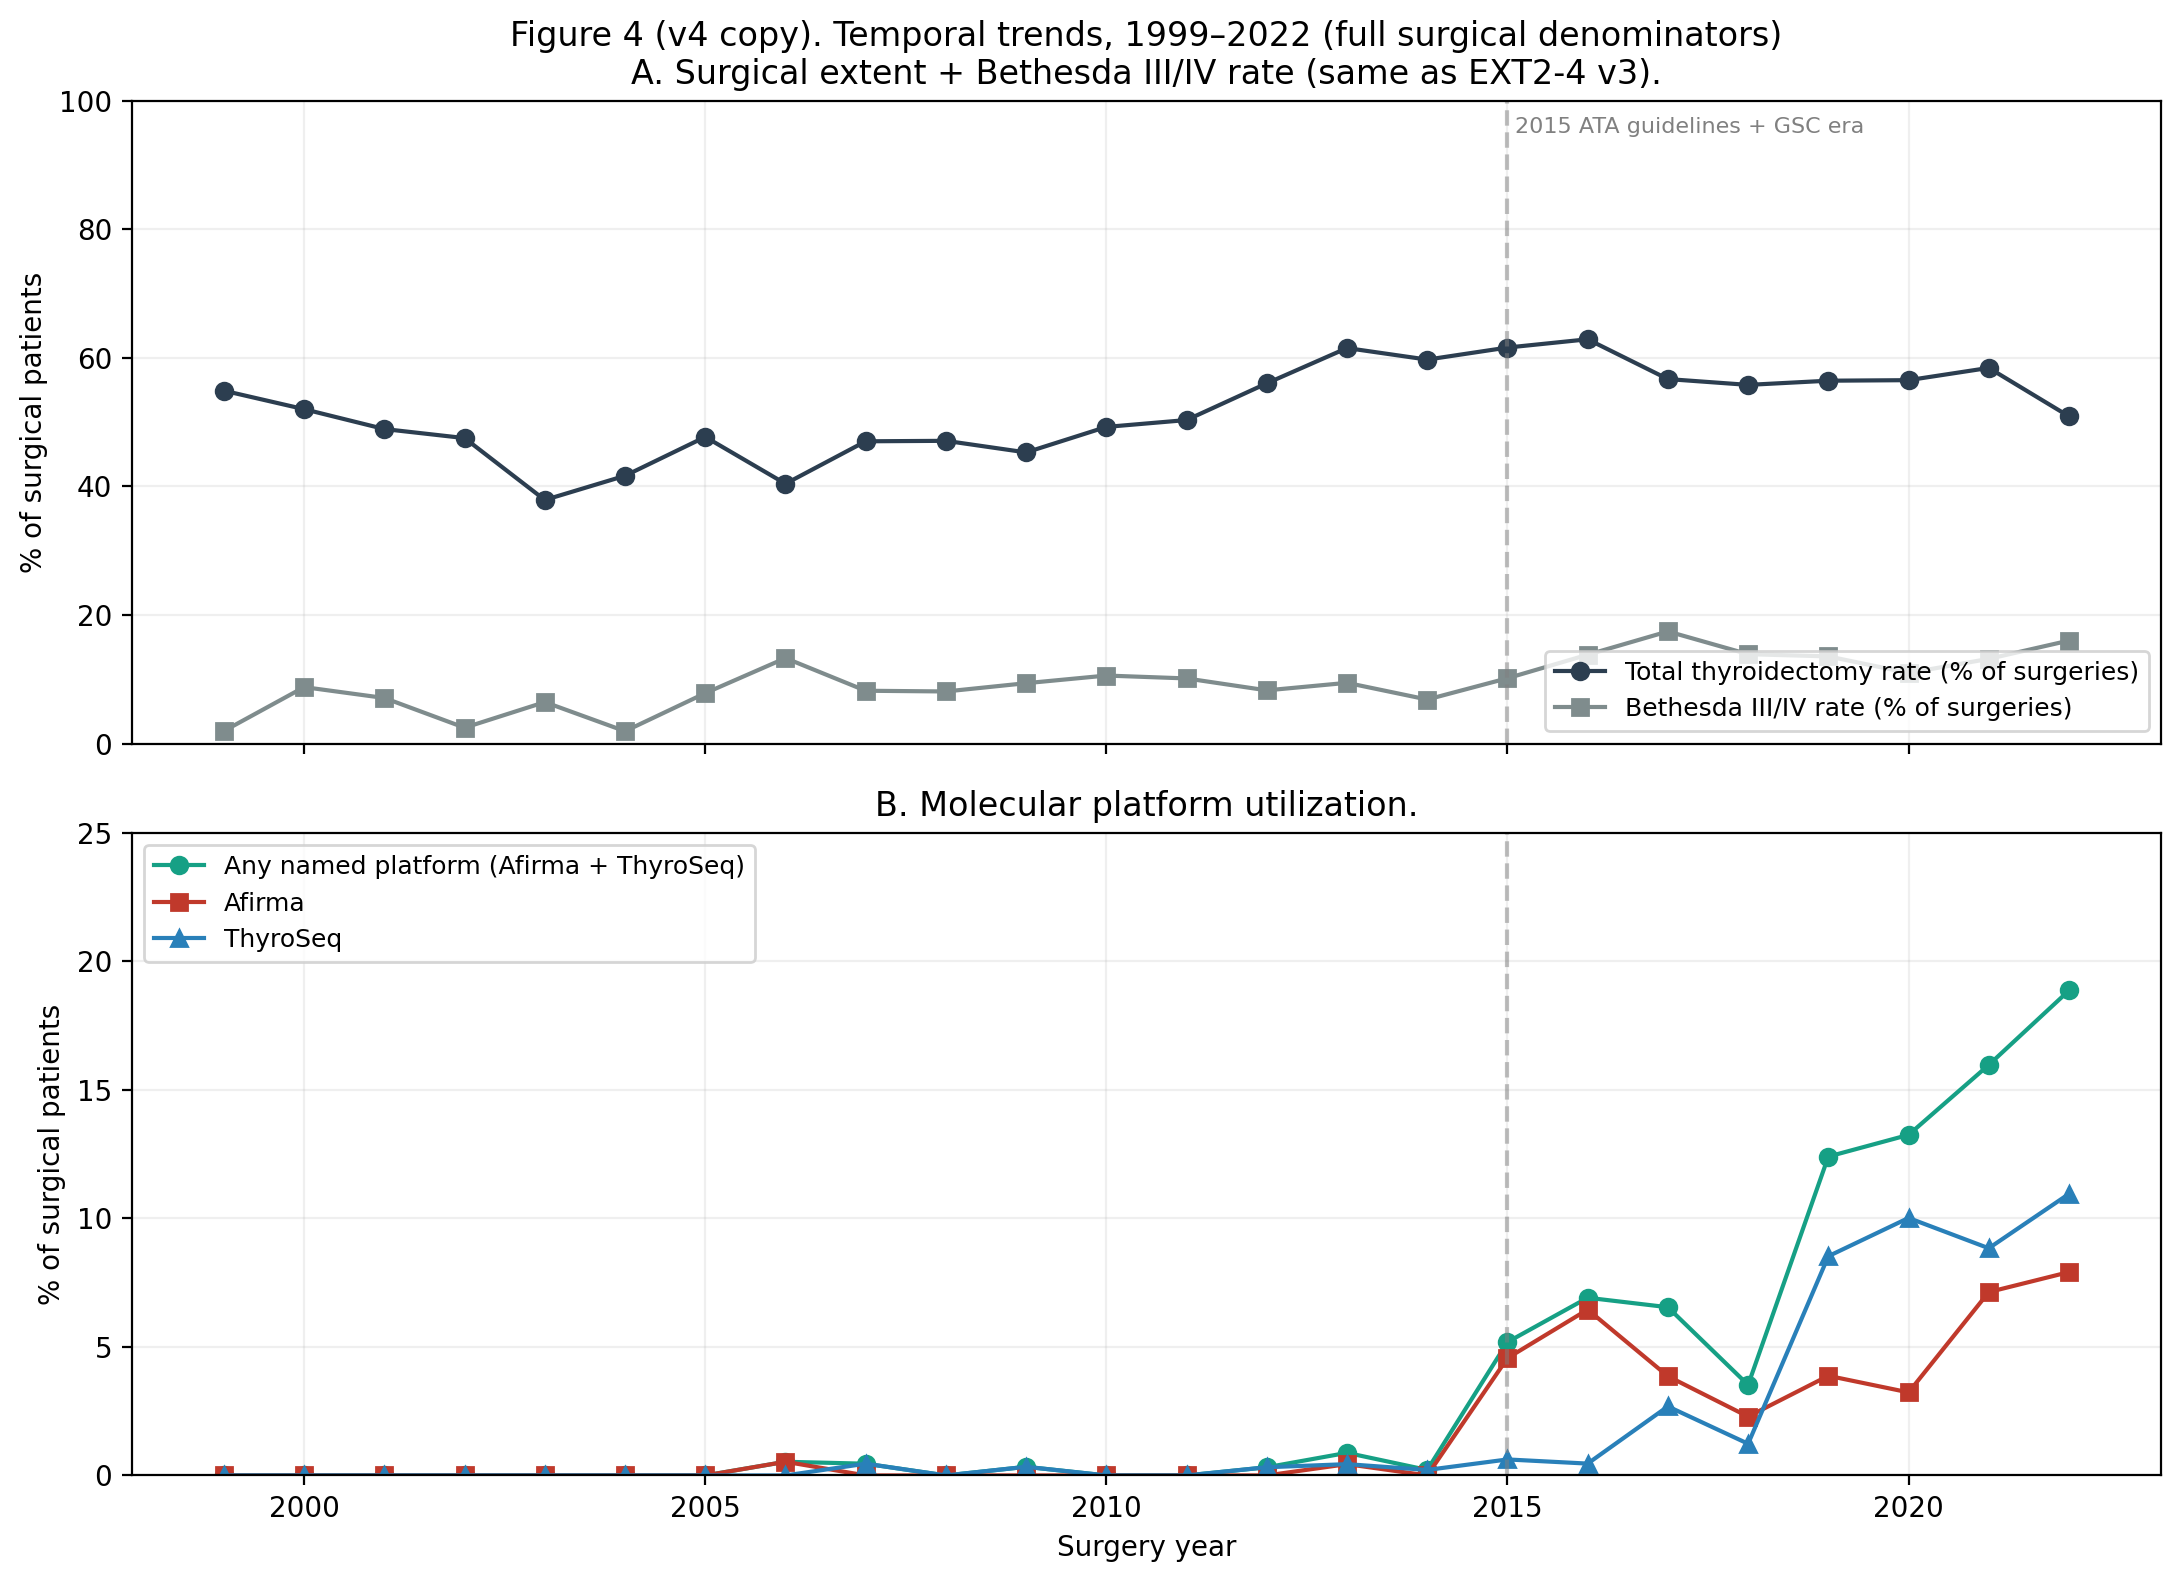 Figure 4 (v4 copy). Temporal trends, 1999–2022 (full surgical denominators)
A. Surgical extent + Bethesda III/IV rate (same as EXT2-4 v3).
100
80
60
40
20
0
% of surgical patients
2015 ATA guidelines + GSC era
Total thyroidectomy rate (% of surgeries)
Bethesda III/IV rate (% of surgeries)
B. Molecular platform utilization.
25
20
15
10
5
0
% of surgical patients
Any named platform (Afirma + ThyroSeq)
Afirma
ThyroSeq
2000 2005 2010 2015 2020
Surgery year